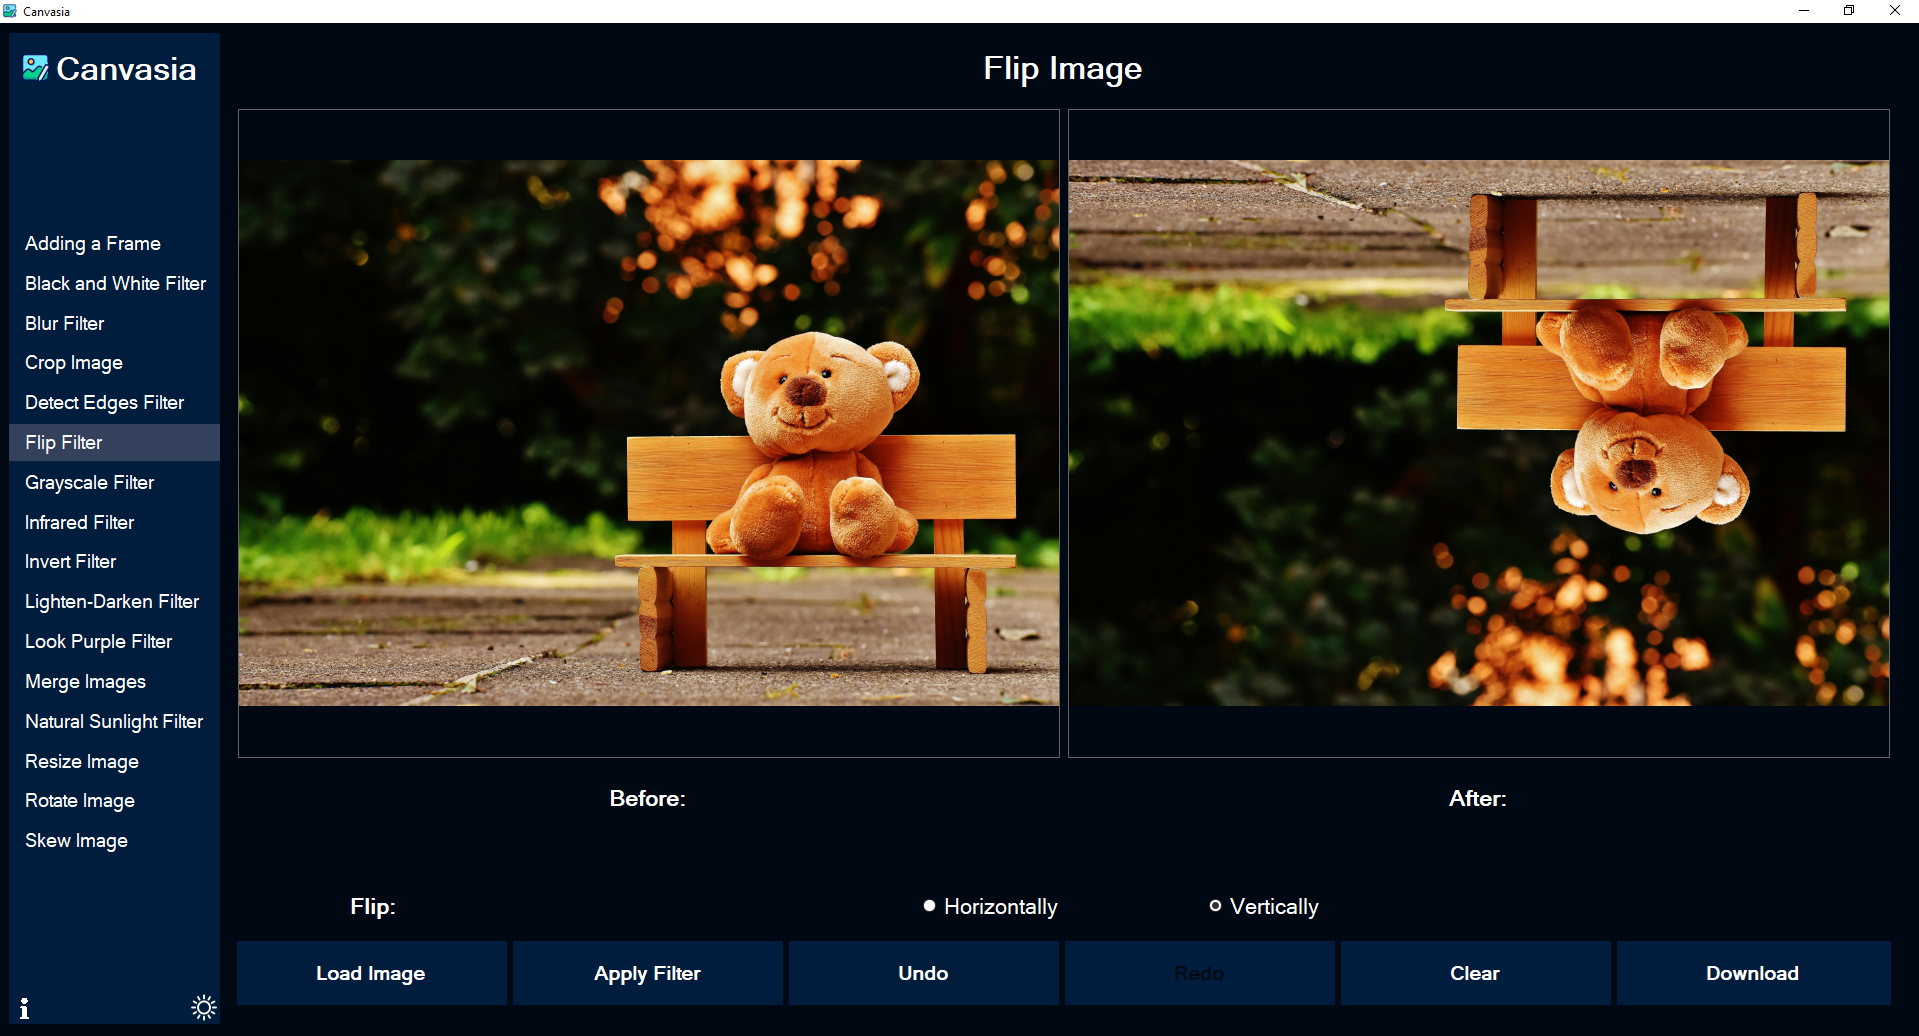 Canvasia
Canvasia
Flip Image
Adding a Frame
Black and White Filter
Blur Filter
Crop Image
Detect Edges Filter
Flip Filter
Grayscale Filter
Infrared Filter
Invert Filter
Lighten-Darken Filter
Look Purple Filter
Merge Images
Natural Sunlight Filter
Resize Image
Rotate Image
Skew Image
Before:
After:
Flip:
Horizontally
Vertically
Load Image
Apply Filter
Undo
Redo
Clear
Download